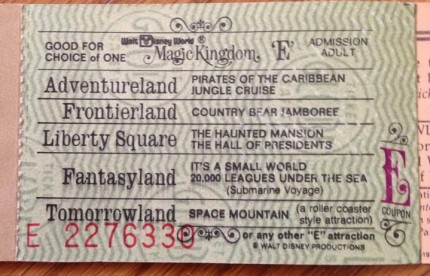 GOOD FOR CHOICE of ONE
Walt Disney World® Magic Kingdom 'E' ADMISSION ADULT
Adventureland PIRATES OF THE CARIBBEAN
JUNGLE CRUISE
Frontierland COUNTRY BEAR JAMBOREE
Liberty Square THE HAUNTED MANSION
THE HALL OF PRESIDENTS
Fantasyland IT'S A SMALL WORLD
20,000 LEAGUES UNDER THE SEA
(Submarine Voyage)
Tomorrowland SPACE MOUNTAIN (a roller coaster style attraction)
or any other "E" attraction
© WALT DISNEY PRODUCTIONS
E 2276330
E
COUPON